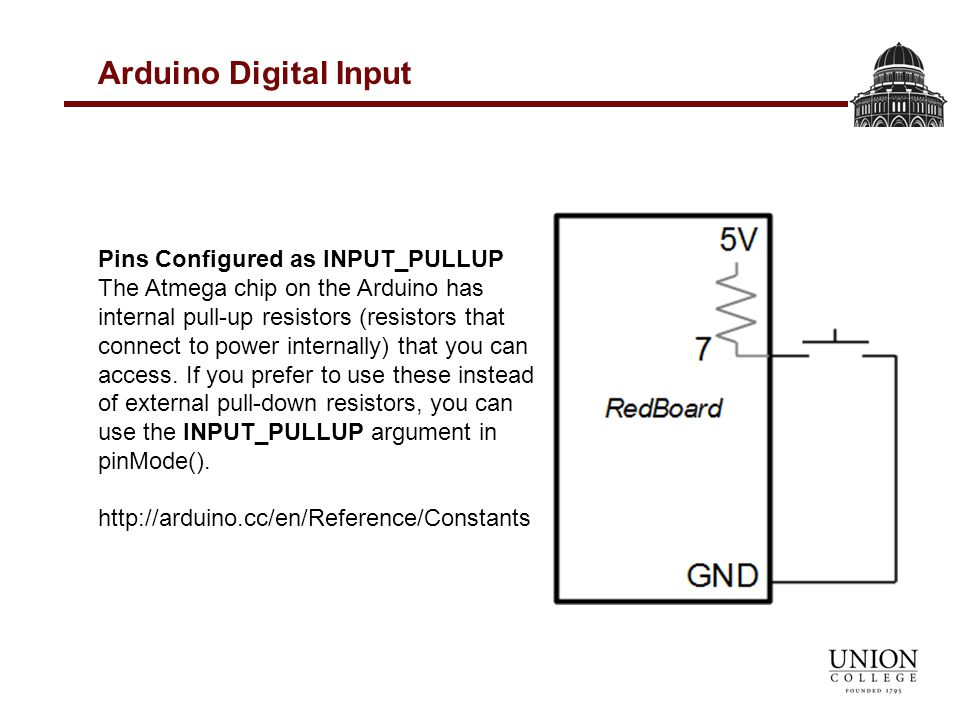 Arduino Digital Input
Pins Configured as INPUT_PULLUP
The Atmega chip on the Arduino has
internal pull-up resistors (resistors that
connect to power internally) that you can
access. If you prefer to use these instead
of external pull-down resistors, you can
use the INPUT_PULLUP argument in
pinMode().
http://arduino.cc/en/Reference/Constants
5V
7
RedBoard
GND
UNION
COLLEGE
FOUNDED 1795